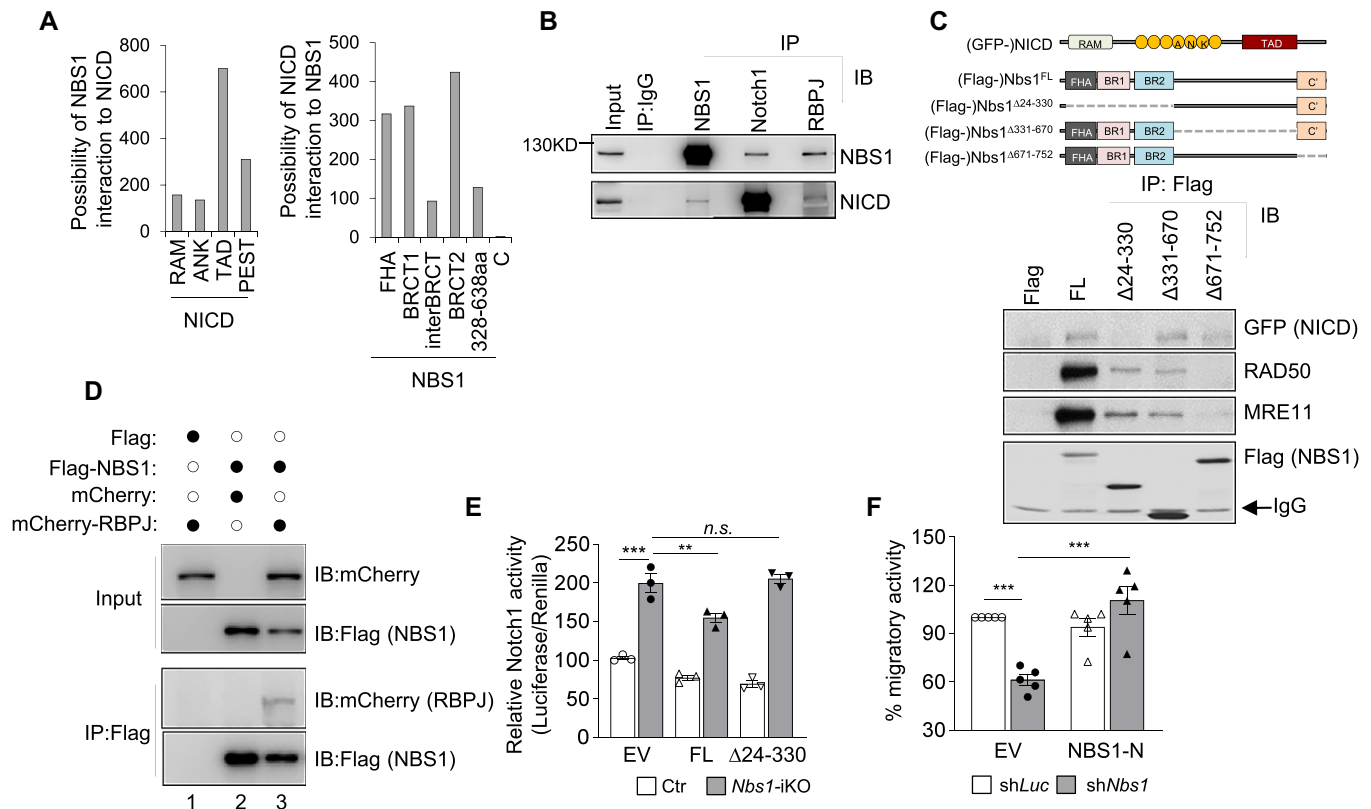 A
Possibility of NBS1
interaction to NICD
800
600
400
200
0
RAM
ANK
TAD
PEST
NICD
Possibility of NICD
interaction to NBS1
500
400
300
200
100
0
FHA
BRCT1
interBRCT
BRCT2
328-638aa
C
NBS1
B
IP
IB
Input
IP:IgG
NBS1
Notch1
RBPJ
130KD
NBS1
NICD
C
(GFP-)NICD
RAM
A N K
TAD
(Flag-)Nbs1FL
FHA BR1 BR2 C'
(Flag-)Nbs1Δ24-330
C'
(Flag-)Nbs1Δ331-670
FHA BR1 BR2 C'
(Flag-)Nbs1Δ671-752
FHA BR1 BR2
IP: Flag
IB
Flag
FL
Δ24-330
Δ331-670
Δ671-752
GFP (NICD)
RAD50
MRE11
Flag (NBS1)
IgG
D
Flag:
Flag-NBS1:
mCherry:
mCherry-RBPJ:
Input
IB:mCherry
IB:Flag (NBS1)
IP:Flag
IB:mCherry (RBPJ)
IB:Flag (NBS1)
1 2 3
E
Relative Notch1 activity
(Luciferase/Renilla)
250
200
150
100
50
0
n.s.
***
**
EV FL Δ24-330
Ctr Nbs1-iKO
F
% migratory activity
150
120
90
60
30
***
***
EV NBS1-N
shLuc shNbs1